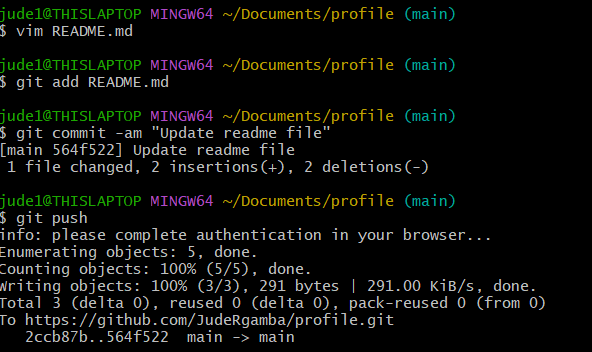 jude1@THISLAPTOP MINGW64 ~/Documents/profile (main)
$ vim README.md
jude1@THISLAPTOP MINGW64 ~/Documents/profile (main)
$ git add README.md
jude1@THISLAPTOP MINGW64 ~/Documents/profile (main)
$ git commit -am "Update readme file"
[main 564f522] Update readme file
 1 file changed, 2 insertions(+), 2 deletions(-)
jude1@THISLAPTOP MINGW64 ~/Documents/profile (main)
$ git push
info: please complete authentication in your browser...
Enumerating objects: 5, done.
Counting objects: 100% (5/5), done.
Writing objects: 100% (3/3), 291 bytes | 291.00 KiB/s, done.
Total 3 (delta 0), reused 0 (delta 0), pack-reused 0 (from 0)
To https://github.com/JudeRgamba/profile.git
   2ccb87b..564f522  main -> main